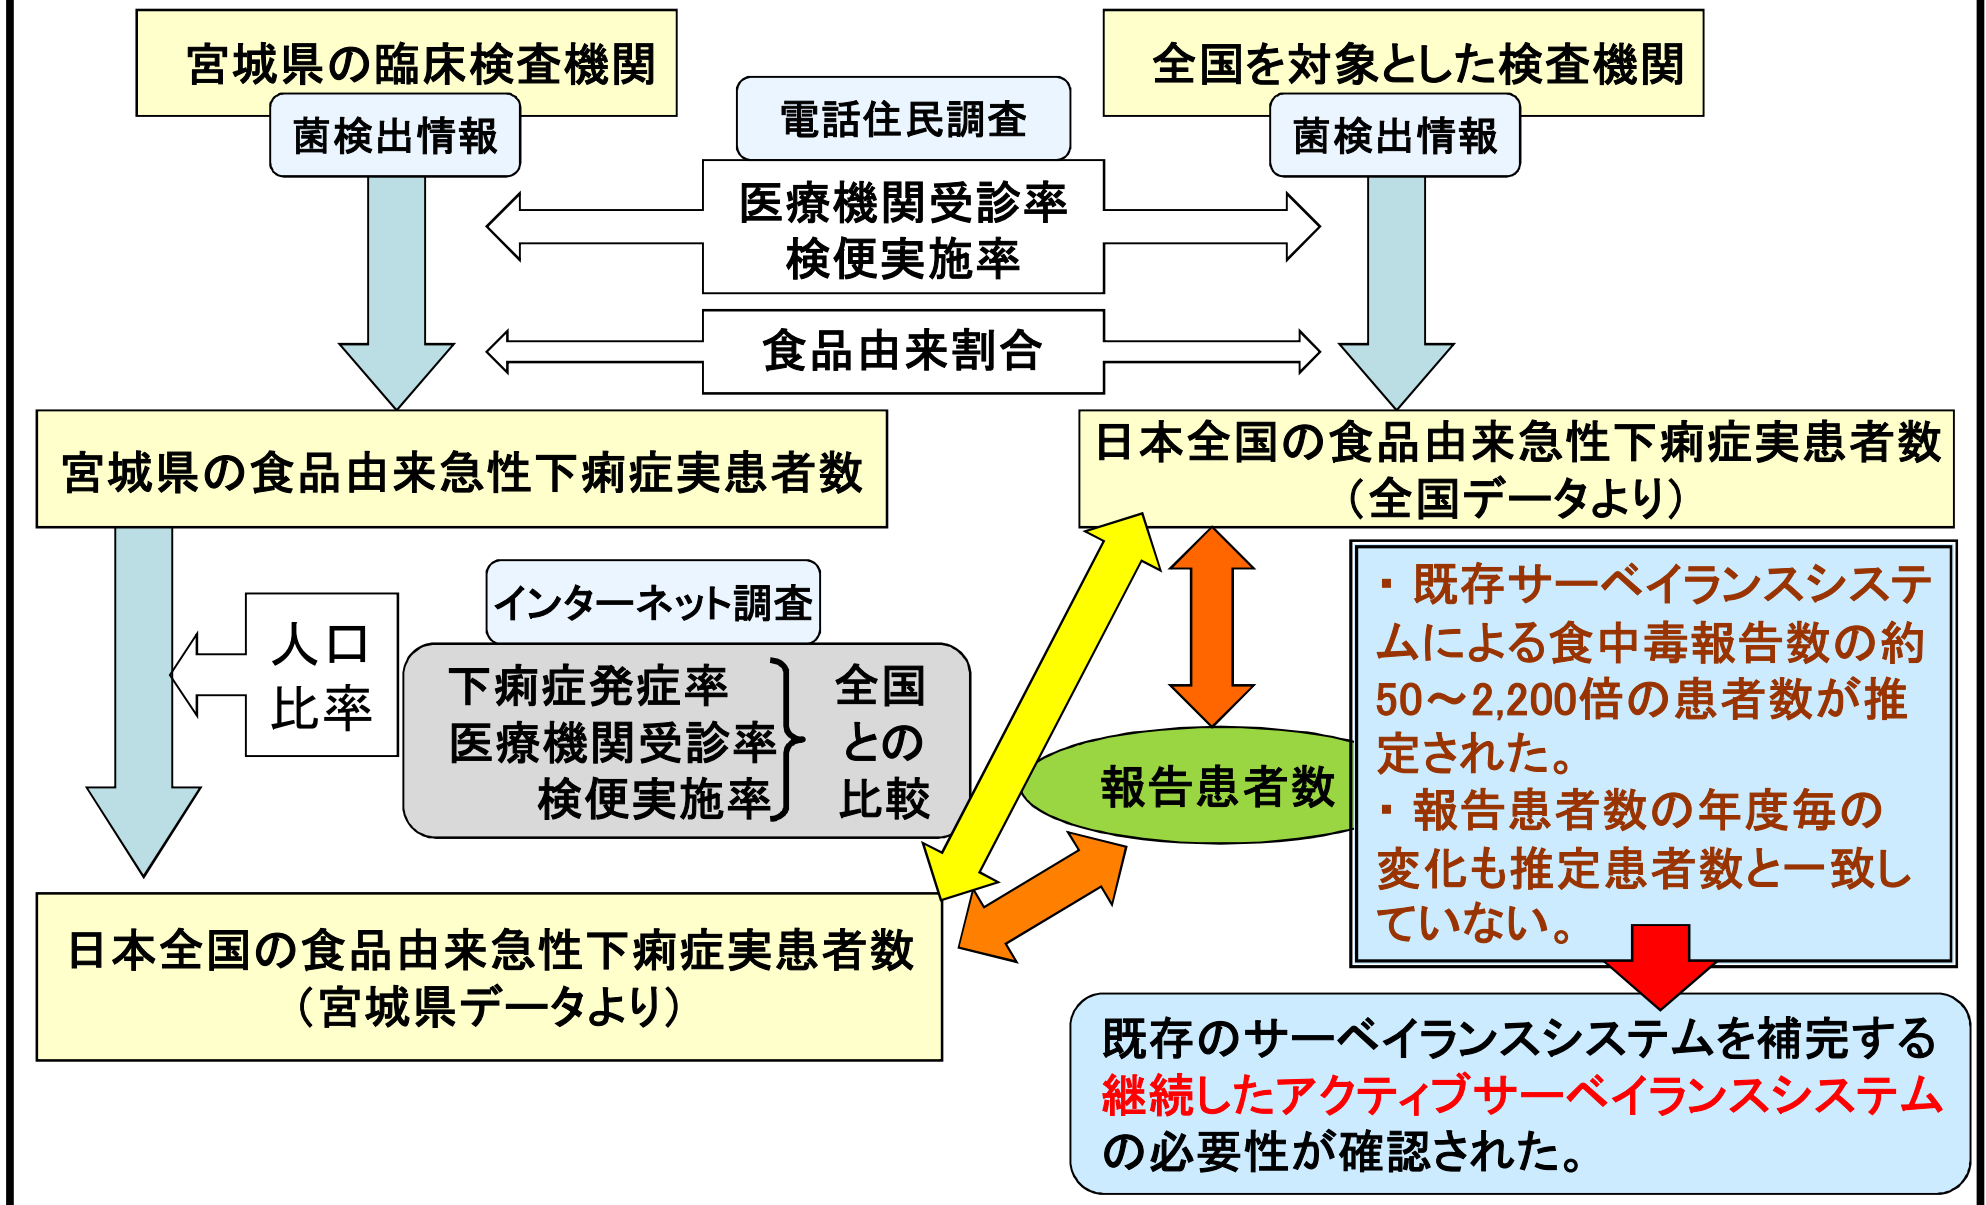 宮城県の臨床検査機関
菌検出情報
電話住民調査
医療機関受診率
検便実施率
食品由来割合
全国を対象とした検査機関
菌検出情報
宮城県の食品由来急性下痢症実患者数
日本全国の食品由来急性下痢症実患者数
（全国データより）
人口
比率
インターネット調査
下痢症発症率
医療機関受診率
検便実施率
全国
との
比較
報告患者数
・既存サーベイランスシステ
ムによる食中毒報告数の約
50～2,200倍の患者数が推
定された。
・報告患者数の年度毎の
変化も推定患者数と一致し
ていない。
日本全国の食品由来急性下痢症実患者数
（宮城県データより）
既存のサーベイランスシステムを補完する
継続したアクティブサーベイランスシステム
の必要性が確認された。